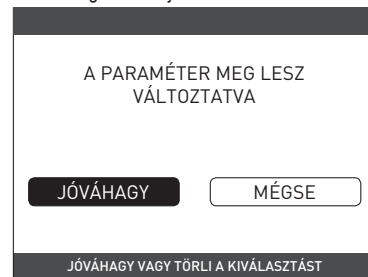 A PARAMÉTER MEG LESZ
VÁLTOZTATVA
JÓVÁHAGY MÉGSE
JÓVÁHAGY VAGY TÖRLI A KIVÁLASZTÁST